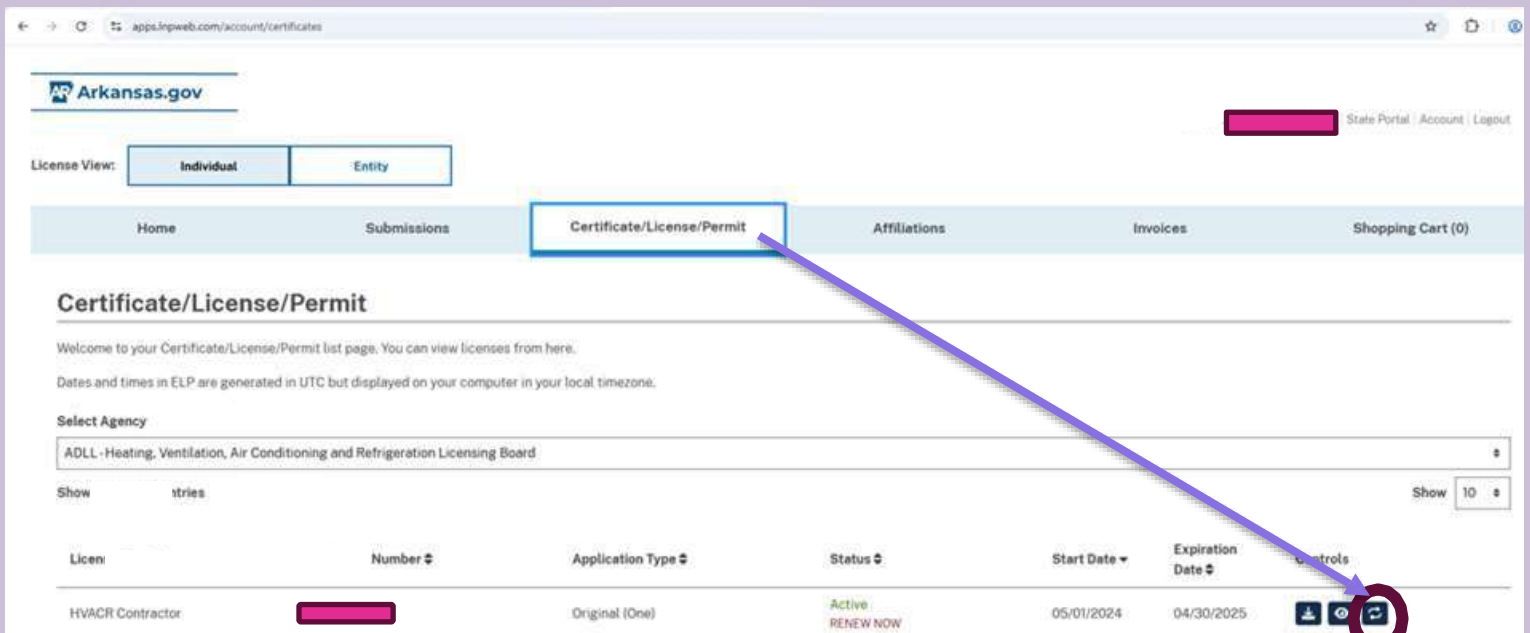 apps.inpweb.com/account/certificates
AR Arkansas.gov
State Portal | Account | Logout
License View: Individual Entity
Home Submissions Certificate/License/Permit Affiliations Invoices Shopping Cart (0)
Certificate/License/Permit
Welcome to your Certificate/License/Permit list page. You can view licenses from here.
Dates and times in ELP are generated in UTC but displayed on your computer in your local timezone.
Select Agency
ADLL - Heating, Ventilation, Air Conditioning and Refrigeration Licensing Board
Show Show 10
Number Application Type Status Start Date Expiration Date Controls
HVACR Contractor Original (One) Active RENEW NOW 05/01/2024 04/30/2025